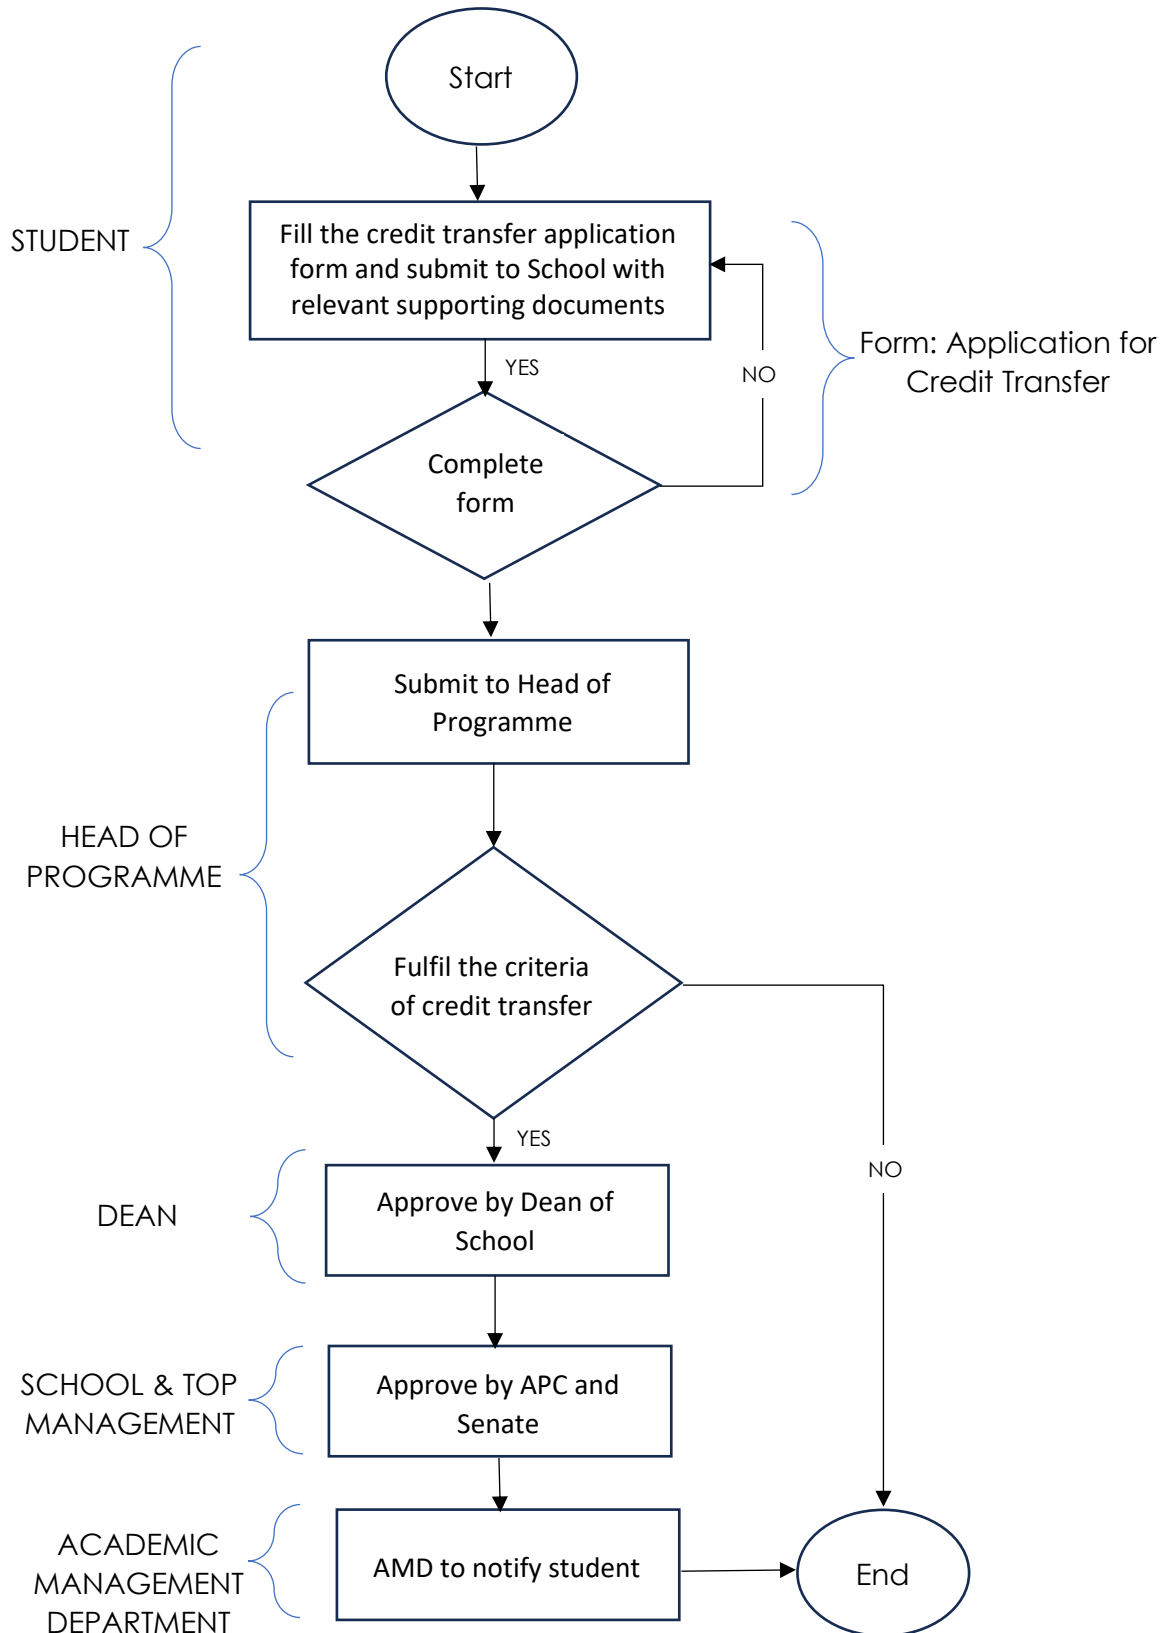 Start
STUDENT
Fill the credit transfer application
form and submit to School with
relevant supporting documents
Form: Application for
Credit Transfer
YES
NO
Complete
form
Submit to Head of
Programme
HEAD OF
PROGRAMME
Fulfil the criteria
of credit transfer
YES
NO
DEAN
Approve by Dean of
School
SCHOOL & TOP
MANAGEMENT
Approve by APC and
Senate
ACADEMIC
MANAGEMENT
DEPARTMENT
AMD to notify student
End